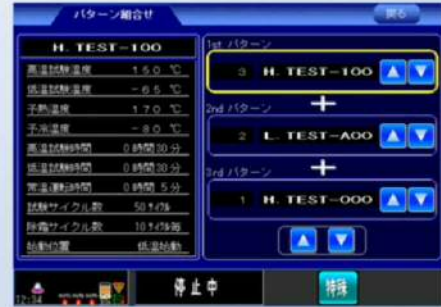 パターン組合せ
戻る
H. TEST-100
高温試験温度 150 ℃
低温試験温度 -65 ℃
予熱温度 170 ℃
予冷温度 -80 ℃
高温試験時間 0時間30分
低温試験時間 0時間30分
常温運転時間 0時間 5分
試験サイクル数 50サイクル
除霜サイクル数 10サイクル毎
始動位置 低温始動
1st パターン
3 H. TEST-100
+
2nd パターン
2 L. TEST-A00
+
3rd パターン
1 H. TEST-000
12:34
停止中
特殊